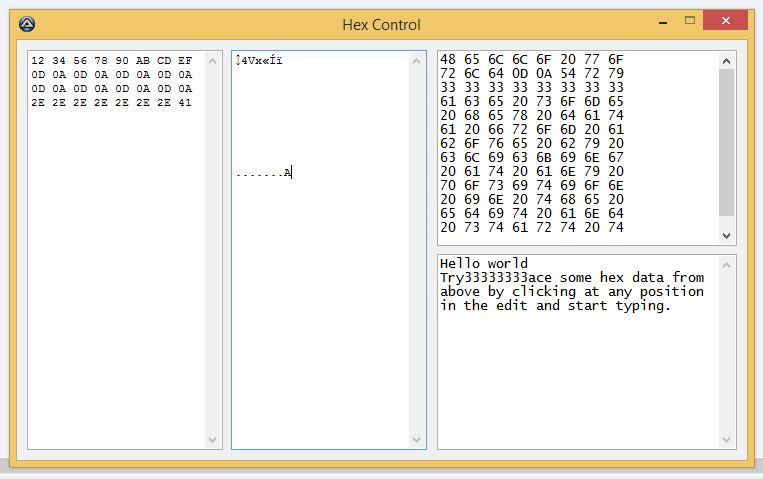 Hex Control
12 34 56 78 90 AB CD EF
0D 0A 0D 0A 0D 0A 0D 0A
0D 0A 0D 0A 0D 0A 0D 0A
2E 2E 2E 2E 2E 2E 2E 41
↕4Vx«Íï
.......A
48 65 6C 6C 6F 20 77 6F
72 6C 64 0D 0A 54 72 79
33 33 33 33 33 33 33 33
61 63 65 20 73 6F 6D 65
20 68 65 78 20 64 61 74
61 20 66 72 6F 6D 20 61
62 6F 76 65 20 62 79 20
63 6C 69 63 6B 69 6E 67
20 61 74 20 61 6E 79 20
70 6F 73 69 74 69 6F 6E
20 69 6E 20 74 68 65 20
65 64 69 74 20 61 6E 64
20 73 74 61 72 74 20 74
Hello world
Try33333333ace some hex data from
above by clicking at any position
in the edit and start typing.